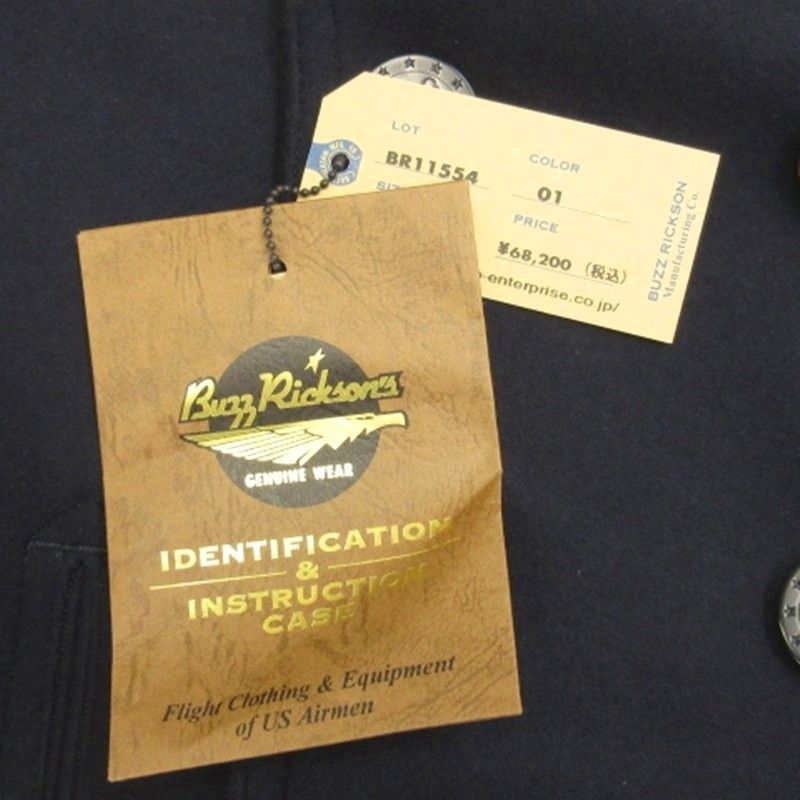 LOT
BR11554
COLOR
01
PRICE
¥68,200 (税込)
-enterprise.co.jp/
BUZZ RICKSON
Manufacturing Co.
Buzz Rickson's
GENUINE WEAR
IDENTIFICATION
&
INSTRUCTION
CASE
Flight Clothing & Equipment
of US Airmen